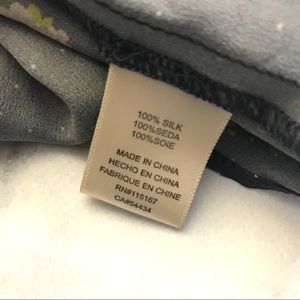 100% SILK
100%SEDA
100%SOIE
MADE IN CHINA
HECHO EN CHINA
FABRIQUE EN CHINE
RN#115167
CA#54434